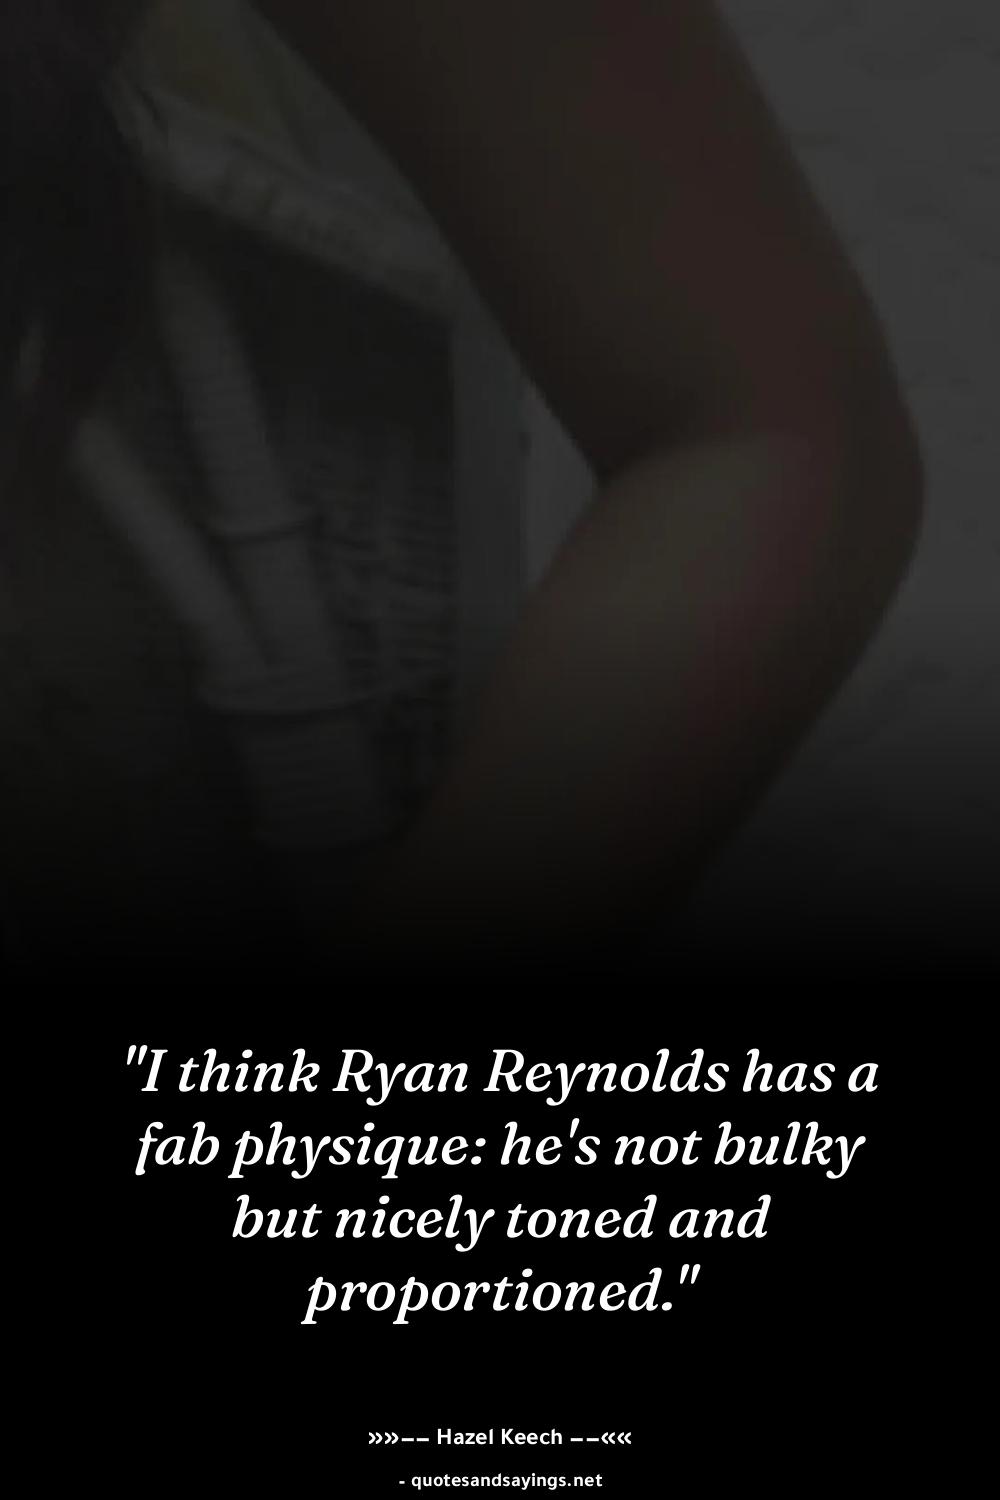 "I think Ryan Reynolds has a
fab physique: he's not bulky
but nicely toned and
proportioned."
»»−− Hazel Keech −−««
- quotesandsayings.net